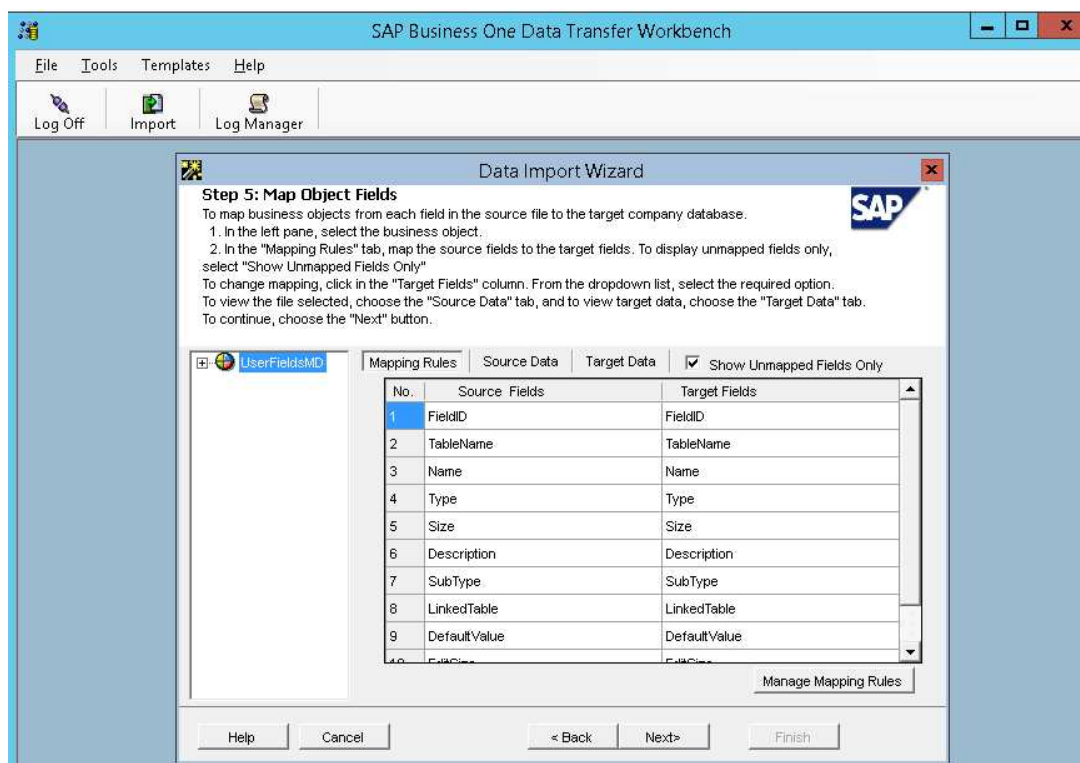 SAP Business One Data Transfer Workbench
File Tools Templates Help
Log Off Import Log Manager
Data Import Wizard
Step 5: Map Object Fields
To map business objects from each field in the source file to the target company database.
1. In the left pane, select the business object.
2. In the "Mapping Rules" tab, map the source fields to the target fields. To display unmapped fields only,
select "Show Unmapped Fields Only"
To change mapping, click in the "Target Fields" column. From the dropdown list, select the required option.
To view the file selected, choose the "Source Data" tab, and to view target data, choose the "Target Data" tab.
To continue, choose the "Next" button.
SAP
UserFieldsMD
Mapping Rules Source Data Target Data Show Unmapped Fields Only
No. Source Fields Target Fields
1 FieldID FieldID
2 TableName TableName
3 Name Name
4 Type Type
5 Size Size
6 Description Description
7 SubType SubType
8 LinkedTable LinkedTable
9 DefaultValue DefaultValue
10 EditSize EditSize
Manage Mapping Rules
Help Cancel < Back Next> Finish